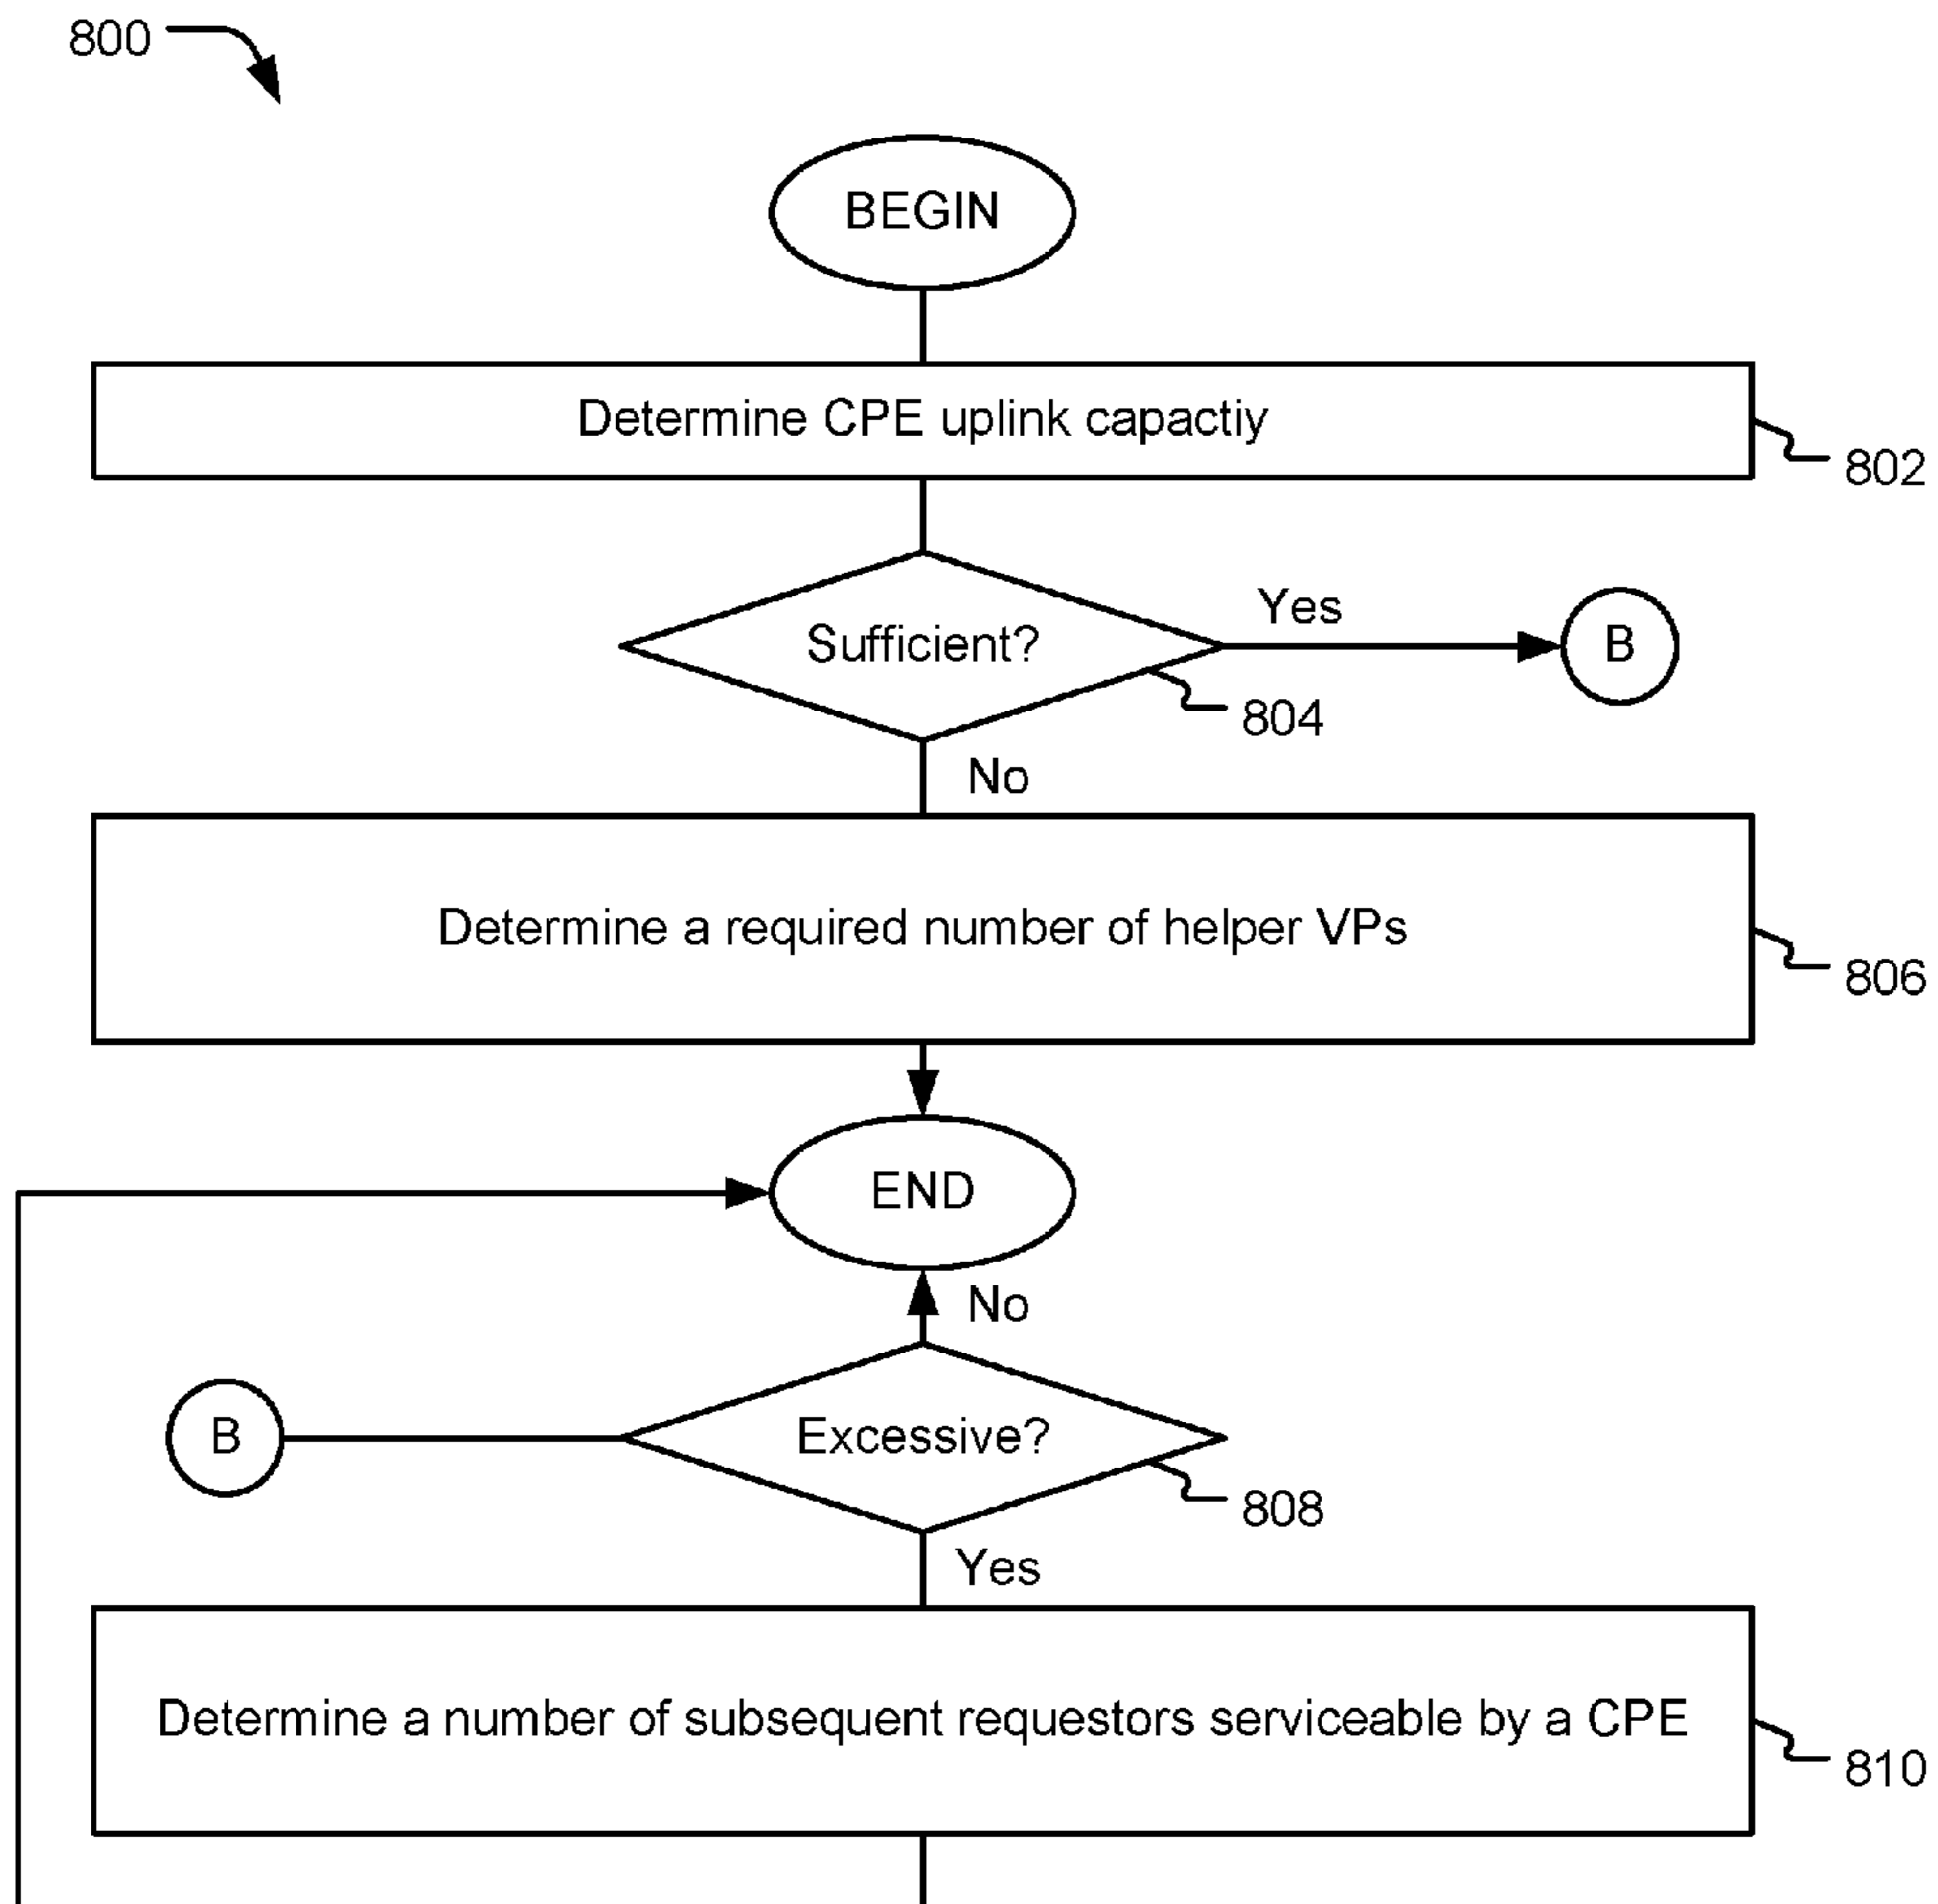 800
BEGIN
Determine CPE uplink capactiy
802
Yes
Sufficient?
B
804
No
Determine a required number of helper VPs
806
END
No
B
Excessive?
808
Yes
Determine a number of subsequent requestors serviceable by a CPE
810